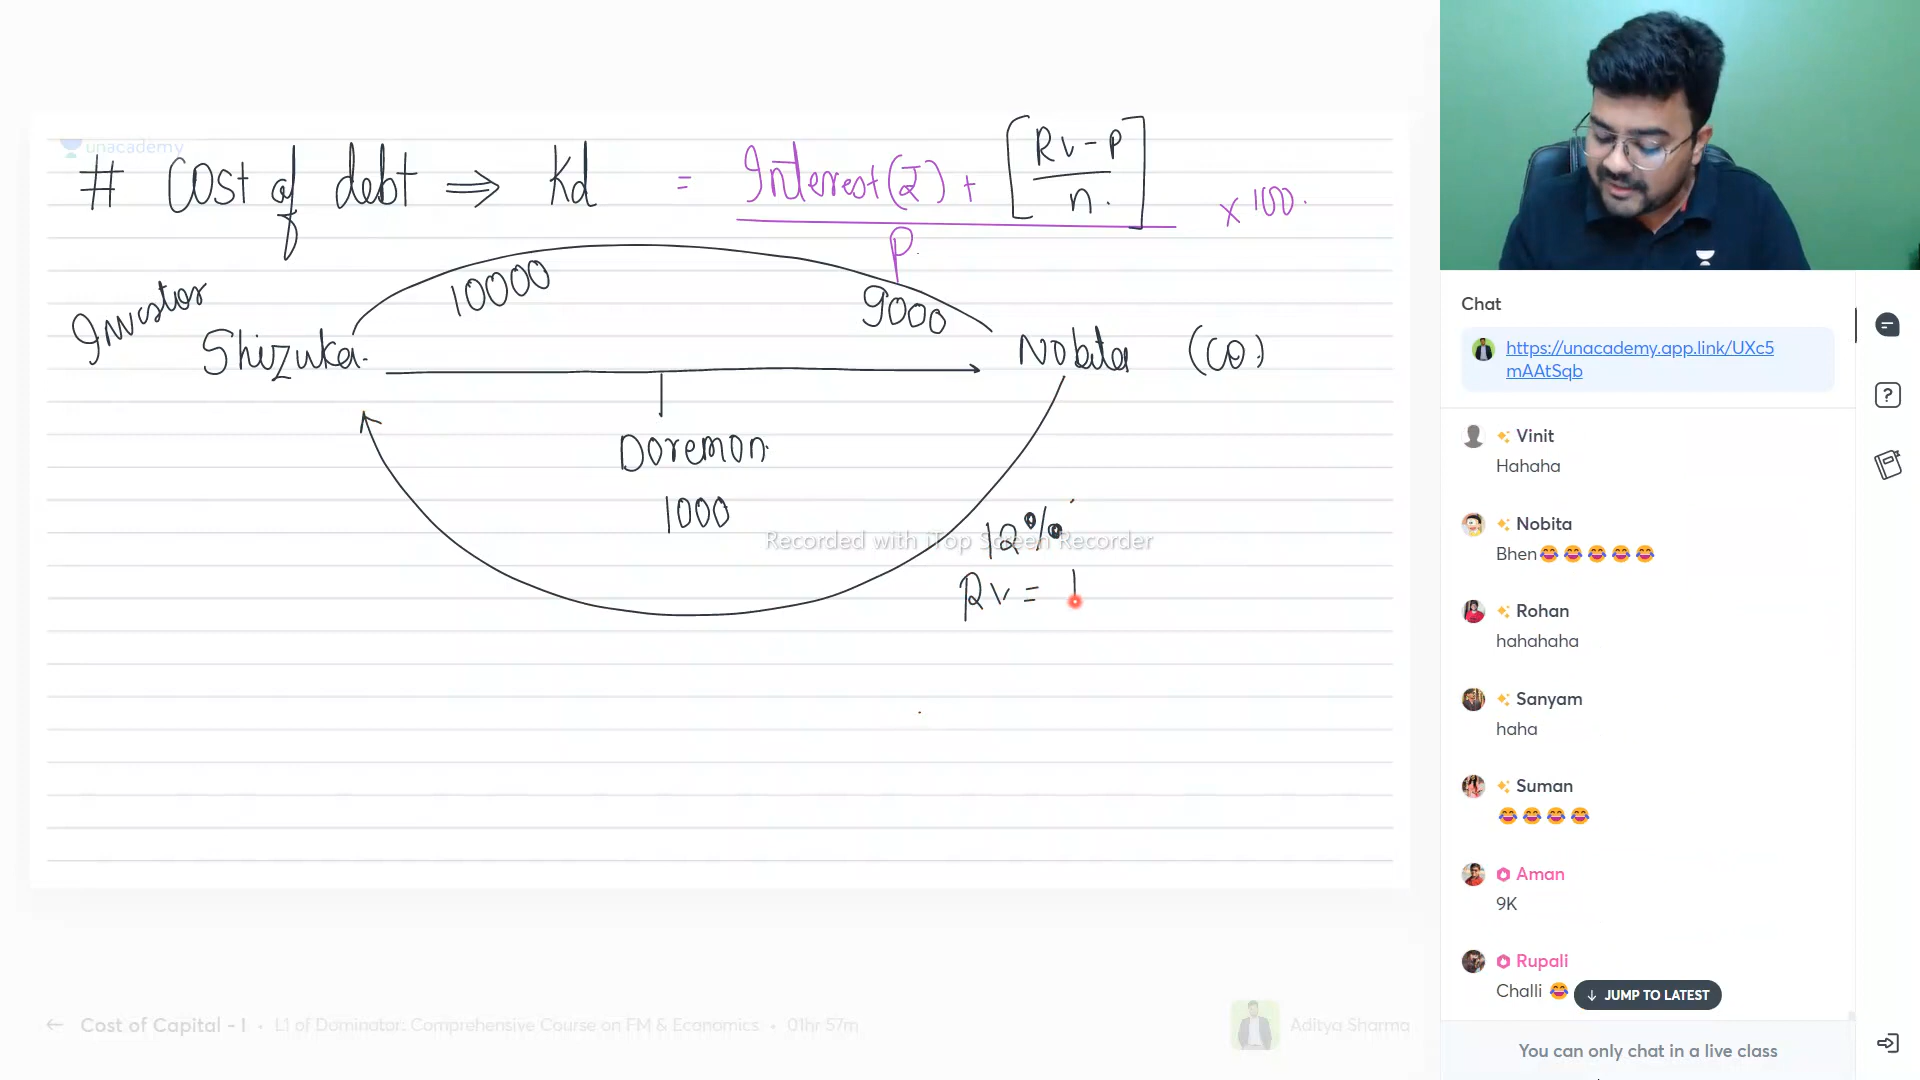 unacademy
# Cost of debt ⇒ Kd = Interest (I) + [Rv - P / n.] / P × 100.
10000
9000
Investor
Shizuka.
Nobita (CO.)
Doremon.
1000
12%
Rv = 1
Recorded with iTop Screen Recorder
← Cost of Capital - I • L1 of Dominator: Comprehensive Course on FM & Economics • 01hr 57m
Aditya Sharma
Chat
https://unacademy.app.link/UXc5
mAAtSqb
Vinit
Hahaha
Nobita
Bhen😂😂😂😂😂
Rohan
hahahaha
Sanyam
haha
Suman
😂😂😂😂
Aman
9K
Rupali
Challi 😂
↓ JUMP TO LATEST
You can only chat in a live class